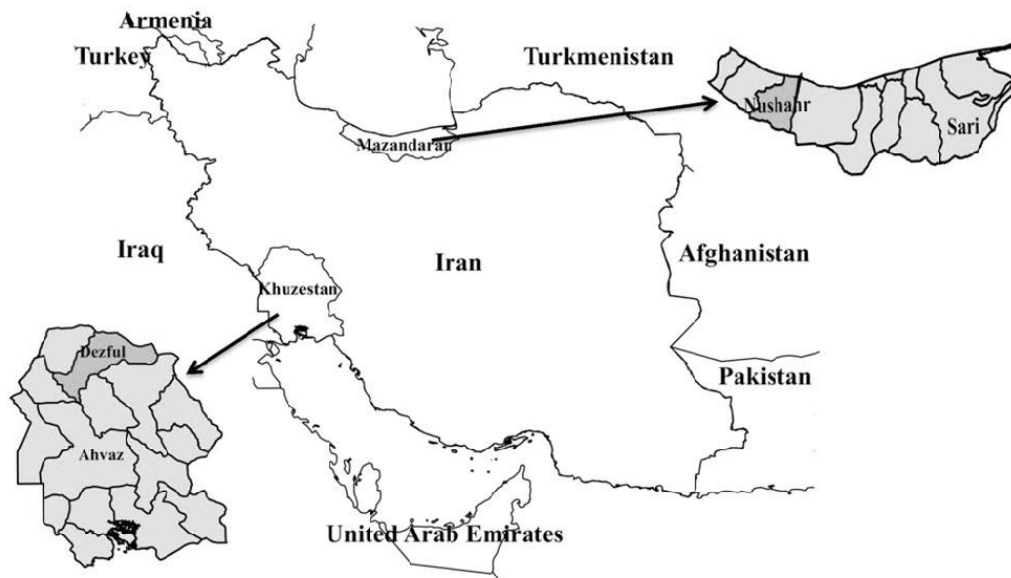 Armenia
Turkey
Turkmenistan
Nushahr
Sari
Mazandaran
Iraq
Iran
Afghanistan
Khuzestan
Dezful
Pakistan
Ahvaz
United Arab Emirates